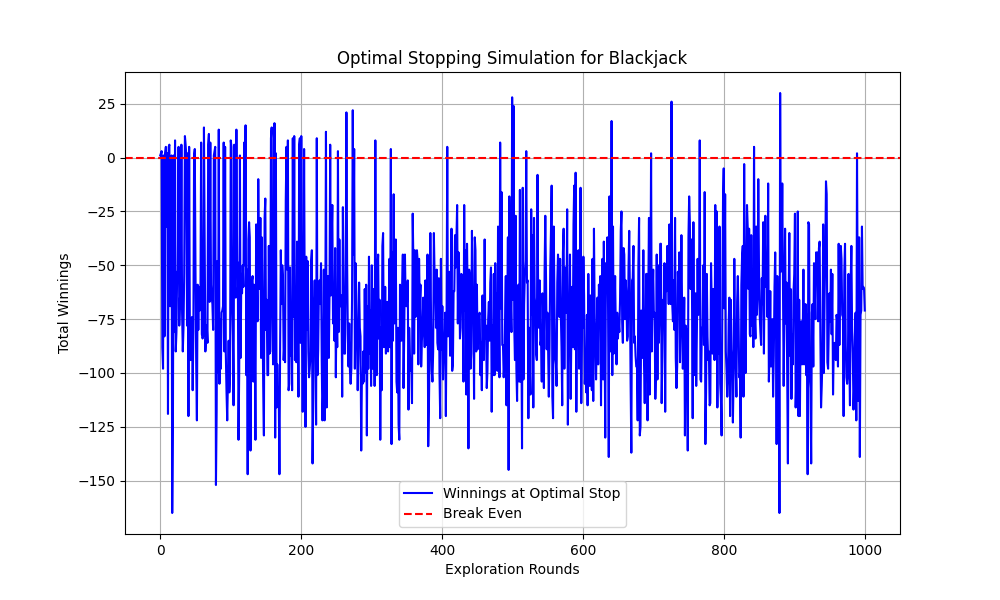 Optimal Stopping Simulation for Blackjack
Total Winnings
25
0
−25
−50
−75
−100
−125
−150
Winnings at Optimal Stop
Break Even
0 200 400 600 800 1000
Exploration Rounds